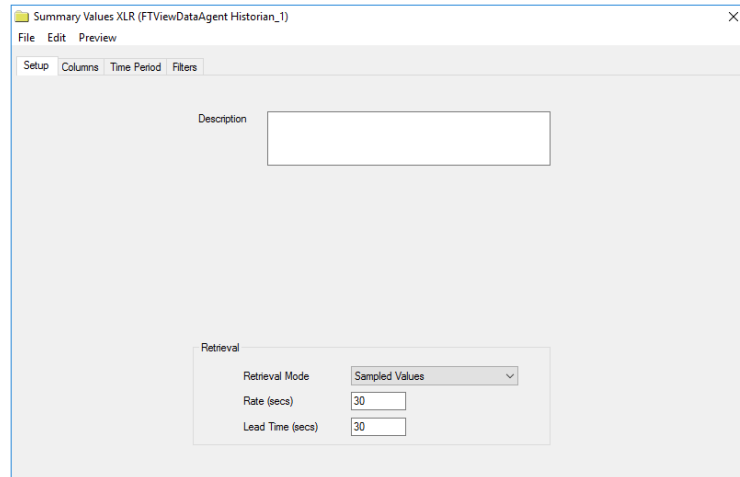 Summary Values XLR (FTViewDataAgent Historian_1)
File Edit Preview
Setup Columns Time Period Filters
Description
Retrieval
Retrieval Mode Sampled Values
Rate (secs) 30
Lead Time (secs) 30